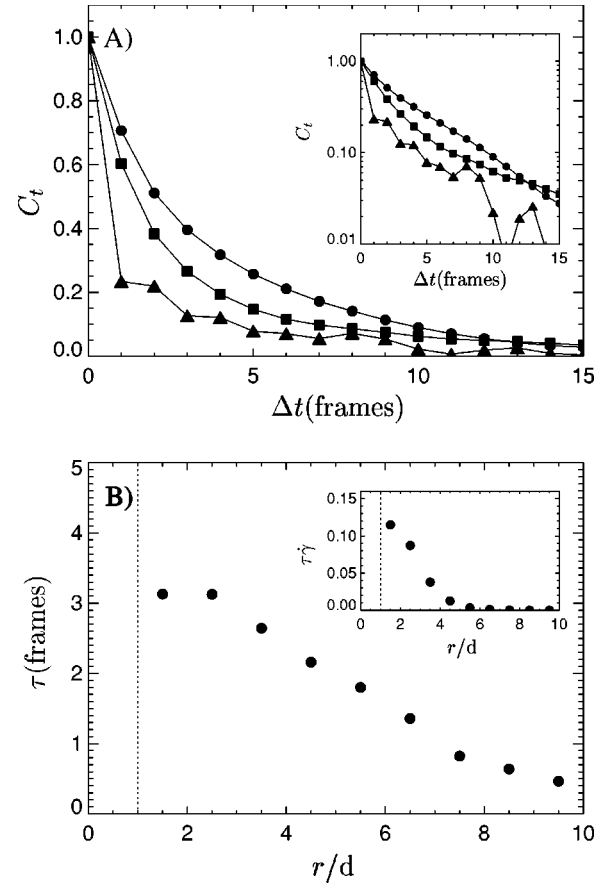 A)
1.0
0.8
0.6
0.4
0.2
0.0
C_t
0 5 10 15
Δt(frames)
1.00
0.10
0.01
C_t
0 5 10 15
Δt(frames)
B)
5
4
3
2
1
0
τ(frames)
0 2 4 6 8 10
r/d
0.15
0.10
0.05
0.00
τγ̇
0 2 4 6 8 10
r/d